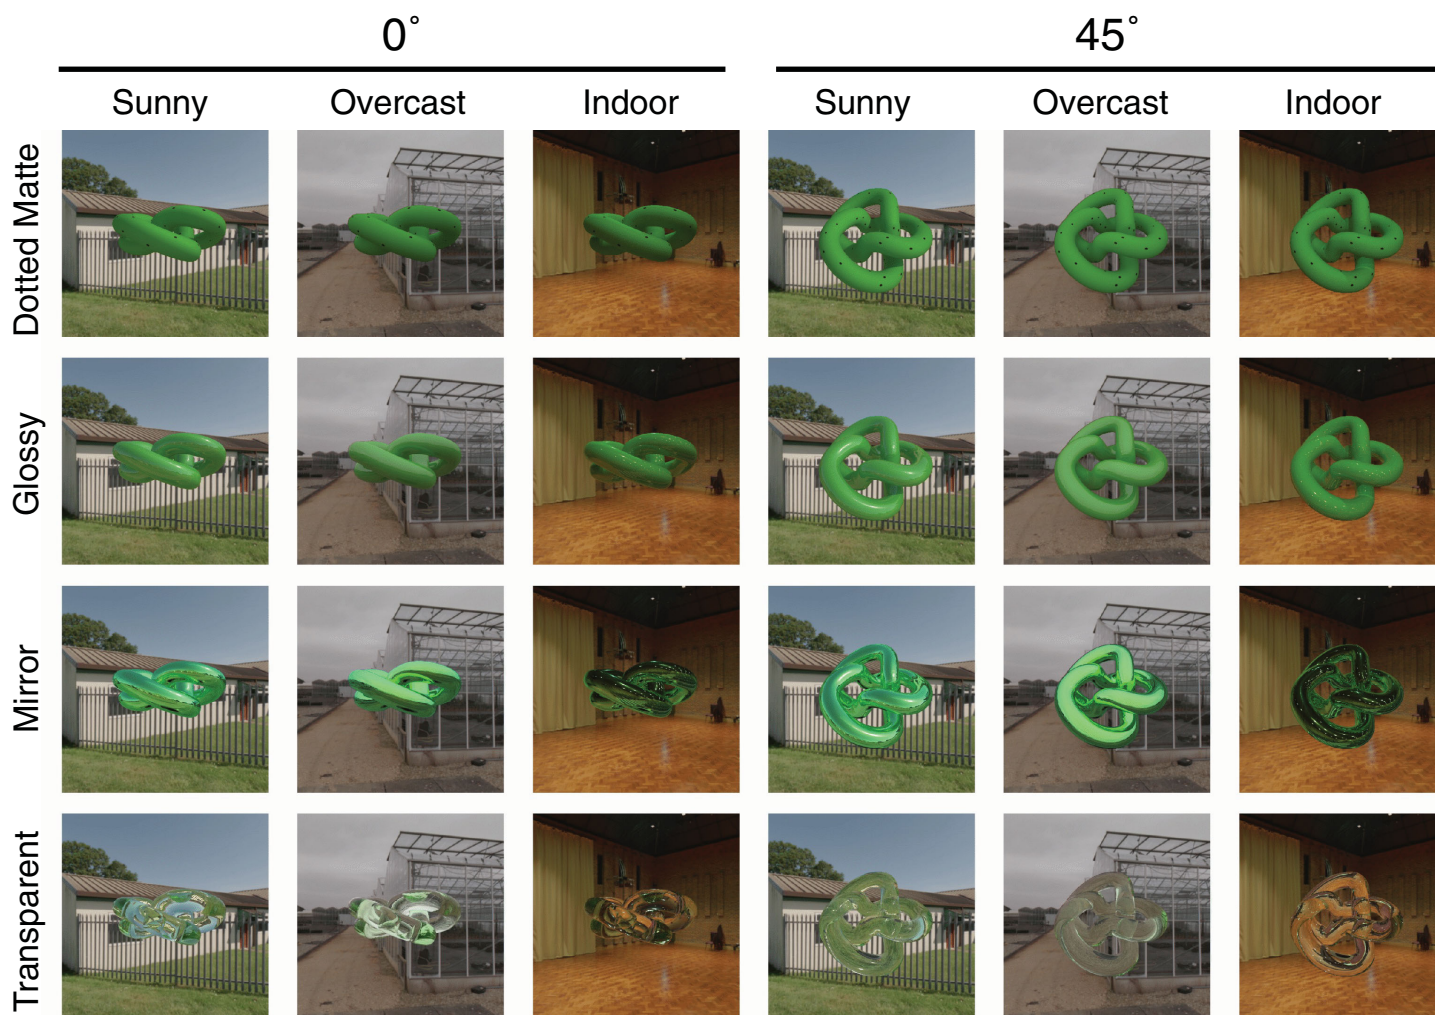 0° 45°
Sunny Overcast Indoor Sunny Overcast Indoor
Dotted Matte
Glossy
Mirror
Transparent